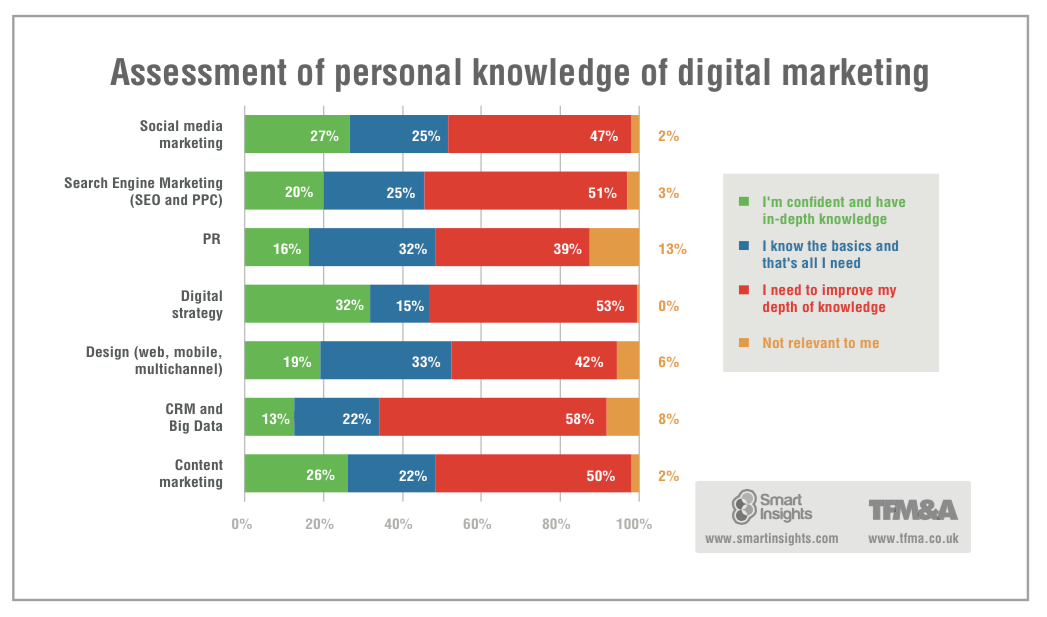 Assessment of personal knowledge of digital marketing
Social media
marketing
27% 25% 47% 2%
Search Engine Marketing
(SEO and PPC)
20% 25% 51% 3%
PR
16% 32% 39% 13%
Digital
strategy
32% 15% 53% 0%
Design (web, mobile,
multichannel)
19% 33% 42% 6%
CRM and
Big Data
13% 22% 58% 8%
Content
marketing
26% 22% 50% 2%
0% 20% 40% 60% 80% 100%
I'm confident and have
in-depth knowledge
I know the basics and
that's all I need
I need to improve my
depth of knowledge
Not relevant to me
Smart
Insights
www.smartinsights.com
TFM&A
www.tfma.co.uk